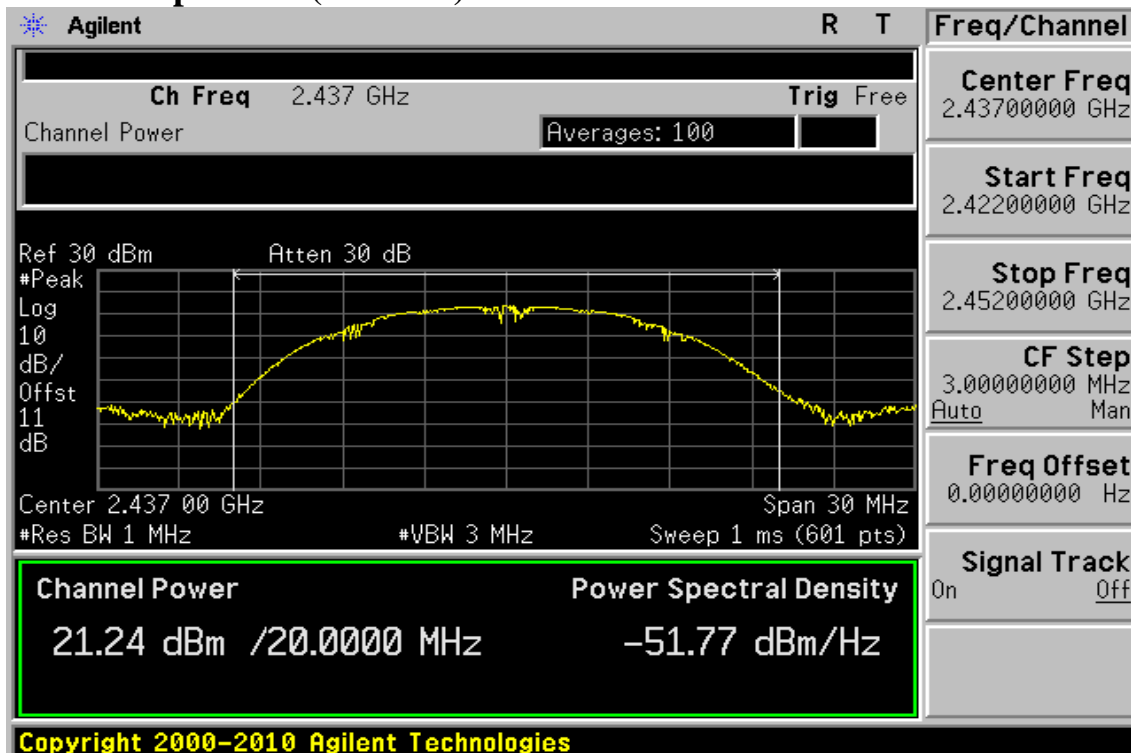 Agilent R T
Freq/Channel
Ch Freq 2.437 GHz Trig Free
Channel Power Averages: 100
Ref 30 dBm Atten 30 dB
#Peak
Log
10
dB/
Offst
11
dB
Center 2.437 00 GHz Span 30 MHz
#Res BW 1 MHz #VBW 3 MHz Sweep 1 ms (601 pts)
Channel Power Power Spectral Density
21.24 dBm /20.0000 MHz -51.77 dBm/Hz
Center Freq
2.43700000 GHz
Start Freq
2.42200000 GHz
Stop Freq
2.45200000 GHz
CF Step
3.00000000 MHz
Auto Man
Freq Offset
0.00000000 Hz
Signal Track
On Off
Copyright 2000-2010 Agilent Technologies